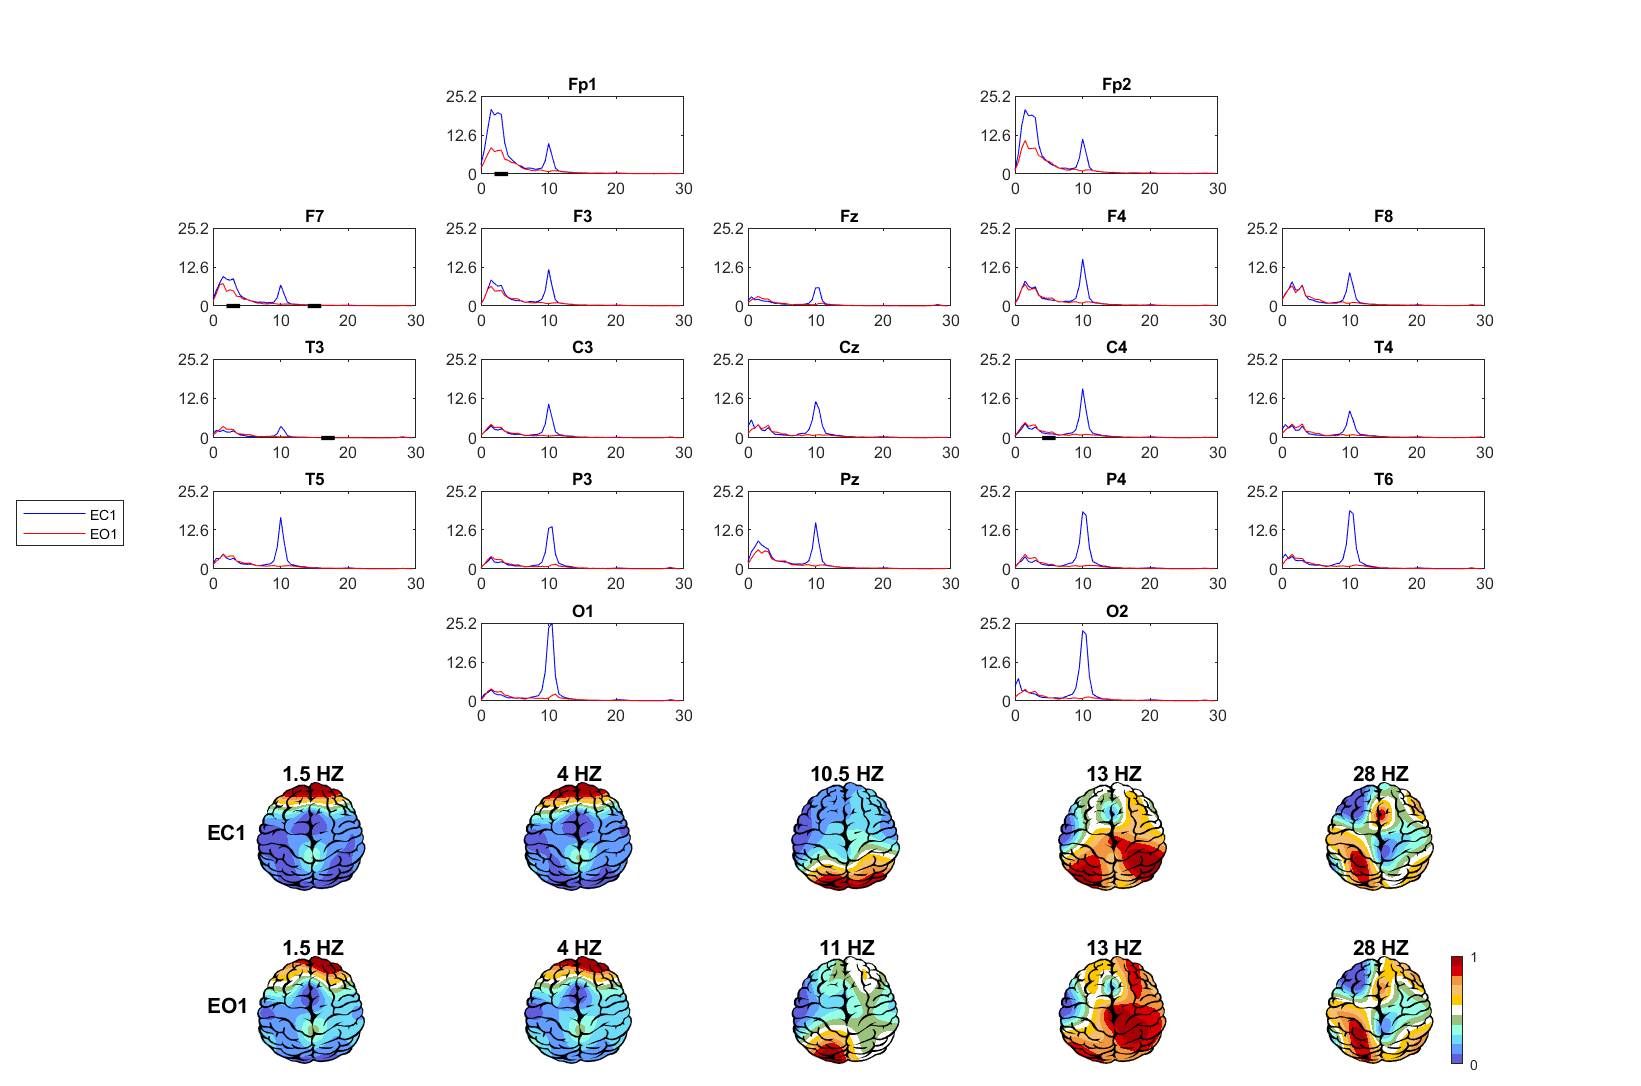 Fp1 Fp2
25.2 25.2
12.6 12.6
0 0
0 10 20 30 0 10 20 30
F7 F3 Fz F4 F8
25.2 25.2 25.2 25.2 25.2
12.6 12.6 12.6 12.6 12.6
0 0 0 0 0
0 10 20 30 0 10 20 30 0 10 20 30 0 10 20 30 0 10 20 30
T3 C3 Cz C4 T4
25.2 25.2 25.2 25.2 25.2
12.6 12.6 12.6 12.6 12.6
0 0 0 0 0
0 10 20 30 0 10 20 30 0 10 20 30 0 10 20 30 0 10 20 30
T5 P3 Pz P4 T6
25.2 25.2 25.2 25.2 25.2
EC1
12.6 12.6 12.6 12.6 12.6
EO1
0 0 0 0 0
0 10 20 30 0 10 20 30 0 10 20 30 0 10 20 30 0 10 20 30
O1 O2
25.2 25.2
12.6 12.6
0 0
0 10 20 30 0 10 20 30
1.5 HZ 4 HZ 10.5 HZ 13 HZ 28 HZ
EC1
1.5 HZ 4 HZ 11 HZ 13 HZ 28 HZ
1
EO1
0